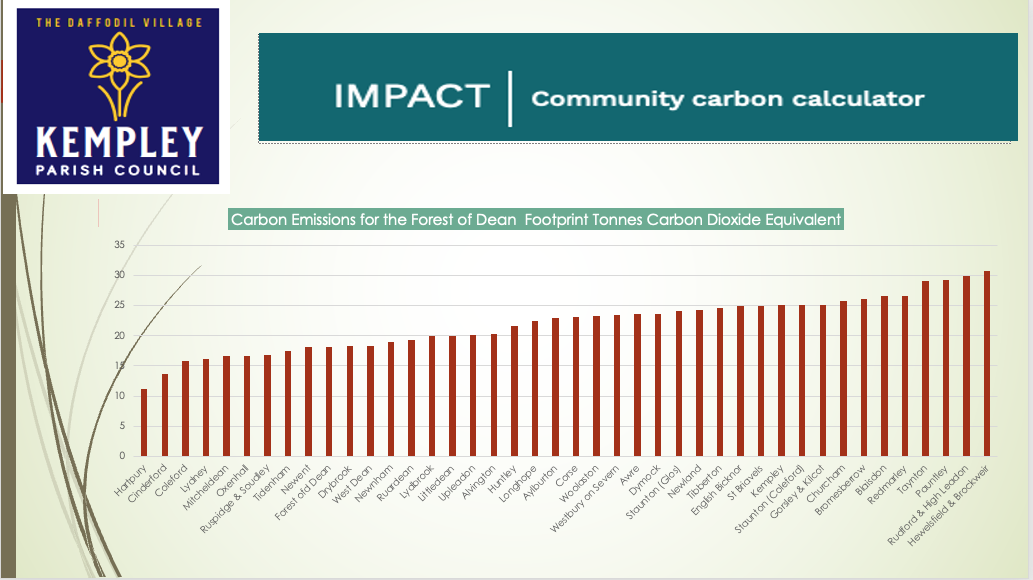 THE DAFFODIL VILLAGE
KEMPLEY
PARISH COUNCIL
IMPACT | Community carbon calculator
Carbon Emissions for the Forest of Dean Footprint Tonnes Carbon Dioxide Equivalent
35
30
25
20
15
10
5
0
Hartpury
Cinderford
Coleford
Lydney
Mitcheldean
Oxenhall
Ruspidge & Soudley
Tidenham
Newent
Forest ofd Dean
Drybrook
West Dean
Newnham
Ruardean
Lydbrook
Littledean
Upleadon
Alvington
Huntley
Longhope
Aylburton
Corse
Woolaston
Westbury on Severn
Awre
Dymock
Staunton (Glos)
Newland
Tibberton
English Bicknor
St Briavels
Kempley
Staunton (Coleford)
Gorsley & Kilcot
Churcham
Bromesberrow
Blaisdon
Redmarley
Taynton
Pauntley
Rudford & High Leadon
Hewelsfield & Brockweir